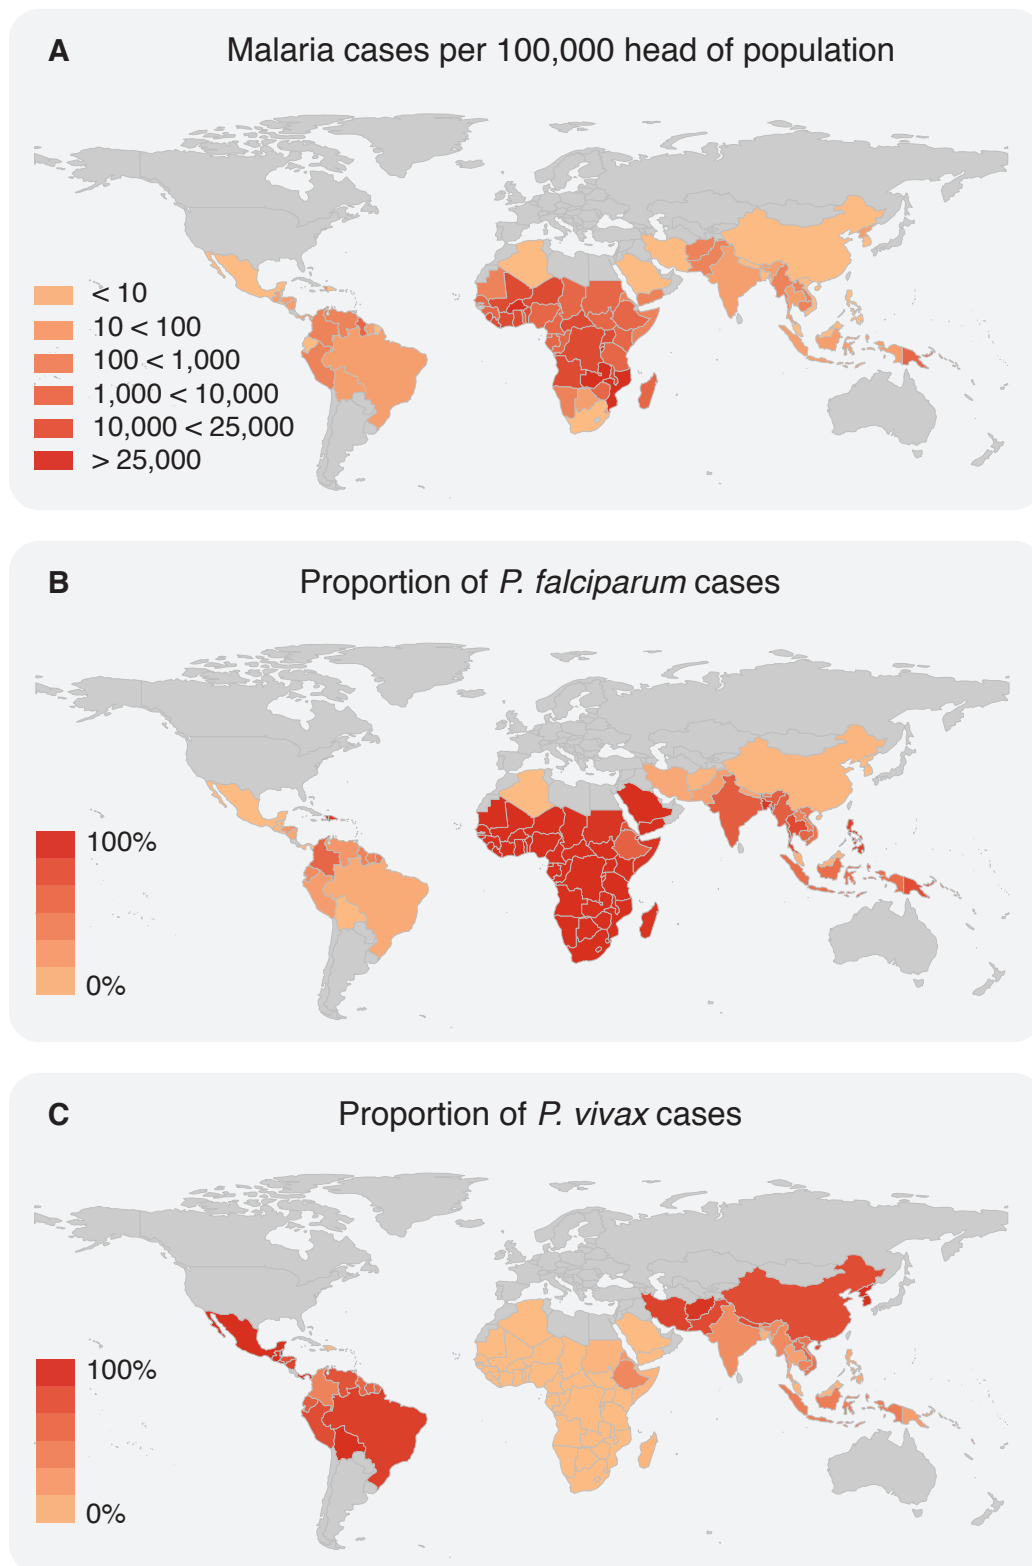 A
Malaria cases per 100,000 head of population
< 10
10 < 100
100 < 1,000
1,000 < 10,000
10,000 < 25,000
> 25,000
B
Proportion of P. falciparum cases
100%
0%
C
Proportion of P. vivax cases
100%
0%